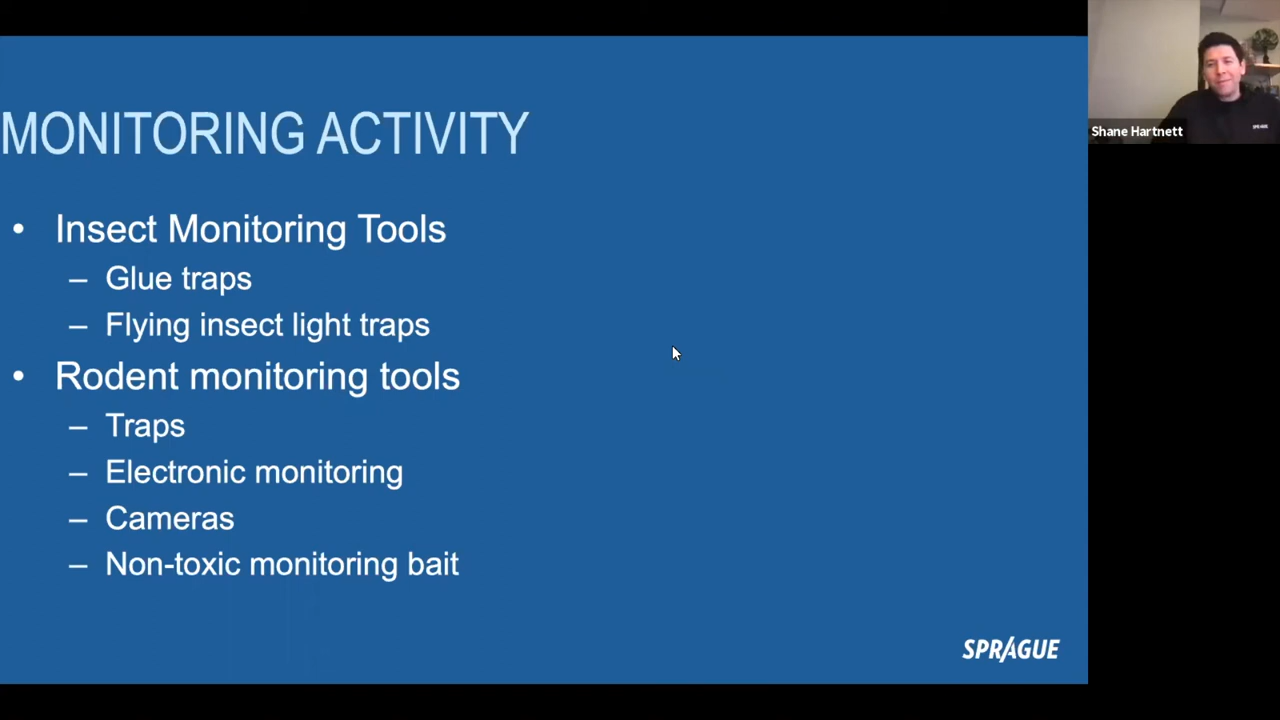 MONITORING ACTIVITY
• Insect Monitoring Tools
– Glue traps
– Flying insect light traps
• Rodent monitoring tools
– Traps
– Electronic monitoring
– Cameras
– Non-toxic monitoring bait
SPRAGUE
Shane Hartnett
SPRAGUE